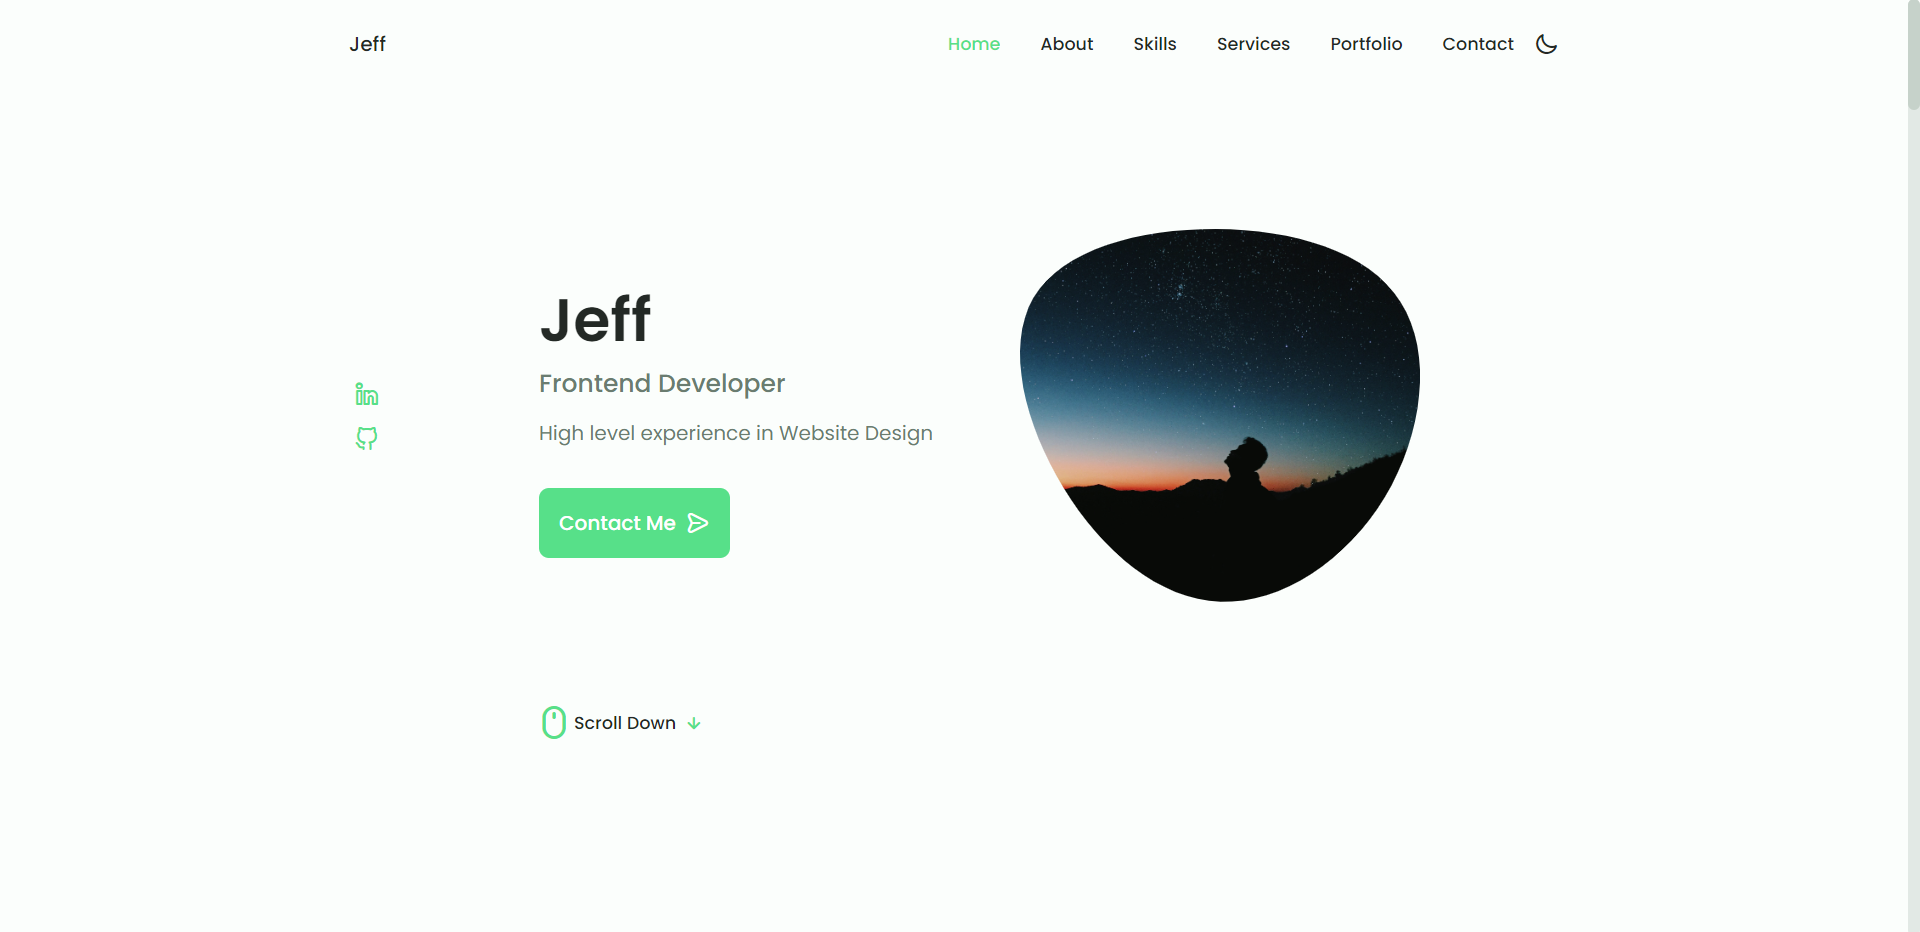 Jeff
Home About Skills Services Portfolio Contact
Jeff
Frontend Developer
High level experience in Website Design
Contact Me
Scroll Down